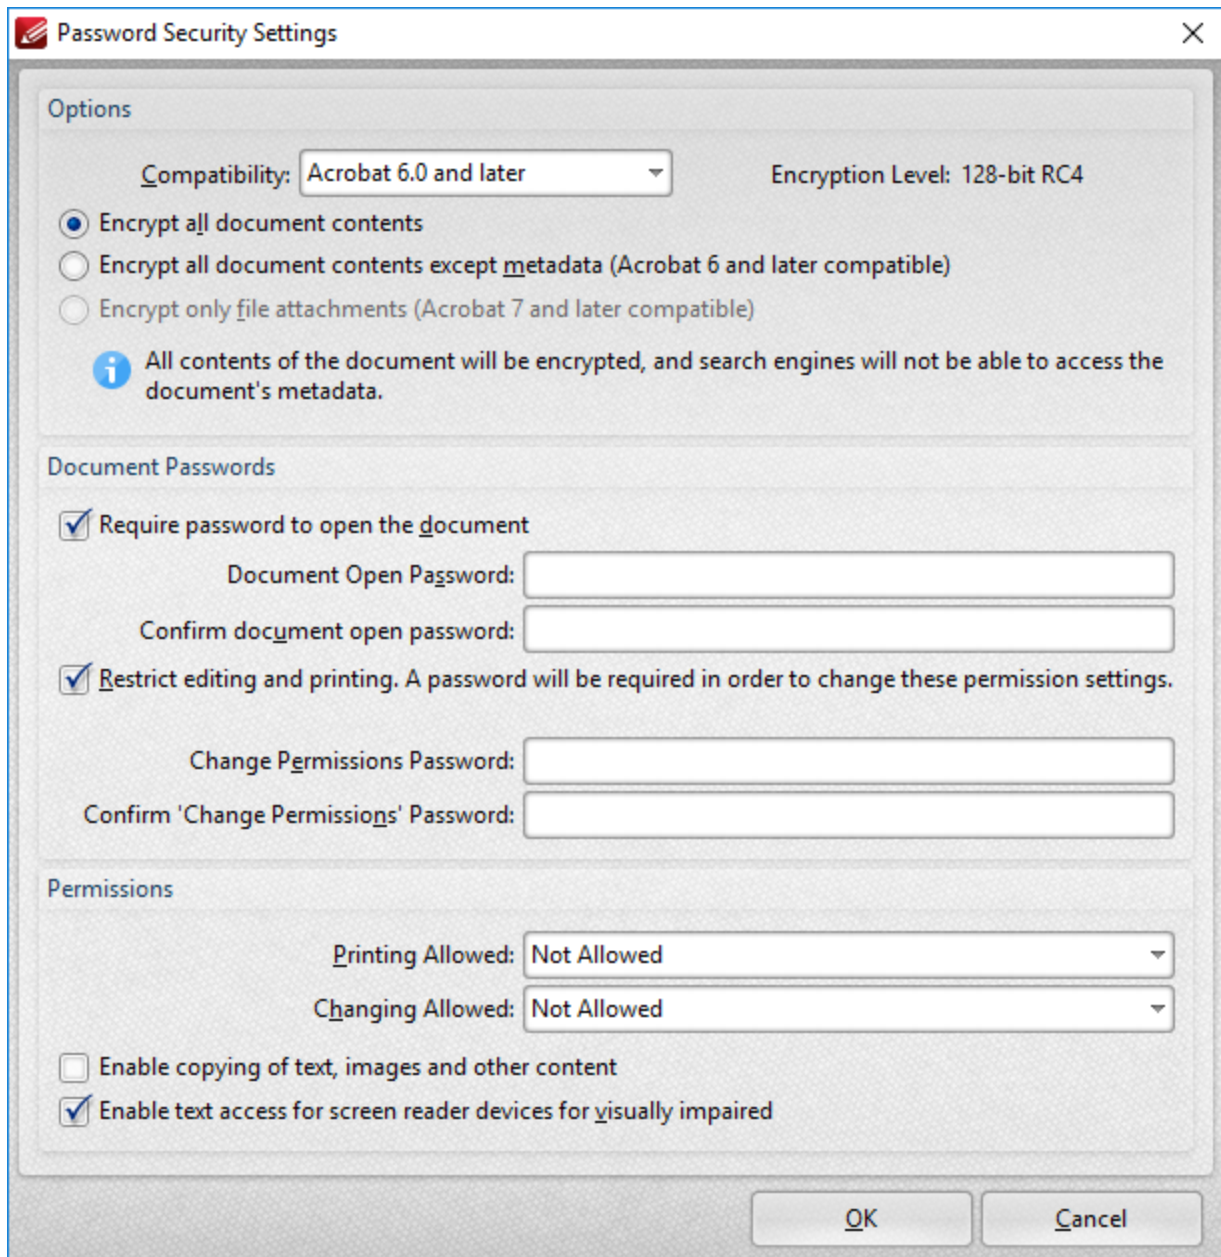 Password Security Settings
Options
Compatibility: Acrobat 6.0 and later Encryption Level: 128-bit RC4
Encrypt all document contents
Encrypt all document contents except metadata (Acrobat 6 and later compatible)
Encrypt only file attachments (Acrobat 7 and later compatible)
All contents of the document will be encrypted, and search engines will not be able to access the
document's metadata.
Document Passwords
Require password to open the document
Document Open Password:
Confirm document open password:
Restrict editing and printing. A password will be required in order to change these permission settings.
Change Permissions Password:
Confirm 'Change Permissions' Password:
Permissions
Printing Allowed: Not Allowed
Changing Allowed: Not Allowed
Enable copying of text, images and other content
Enable text access for screen reader devices for visually impaired
OK Cancel